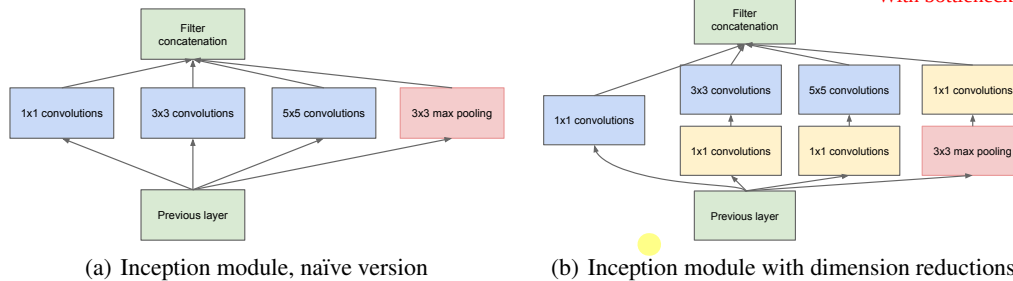 With bottleneck
Filter
concatenation
1x1 convolutions
3x3 convolutions
5x5 convolutions
3x3 max pooling
Previous layer
(a) Inception module, naïve version
Filter
concatenation
3x3 convolutions
5x5 convolutions
1x1 convolutions
1x1 convolutions
1x1 convolutions
1x1 convolutions
3x3 max pooling
Previous layer
(b) Inception module with dimension reductions